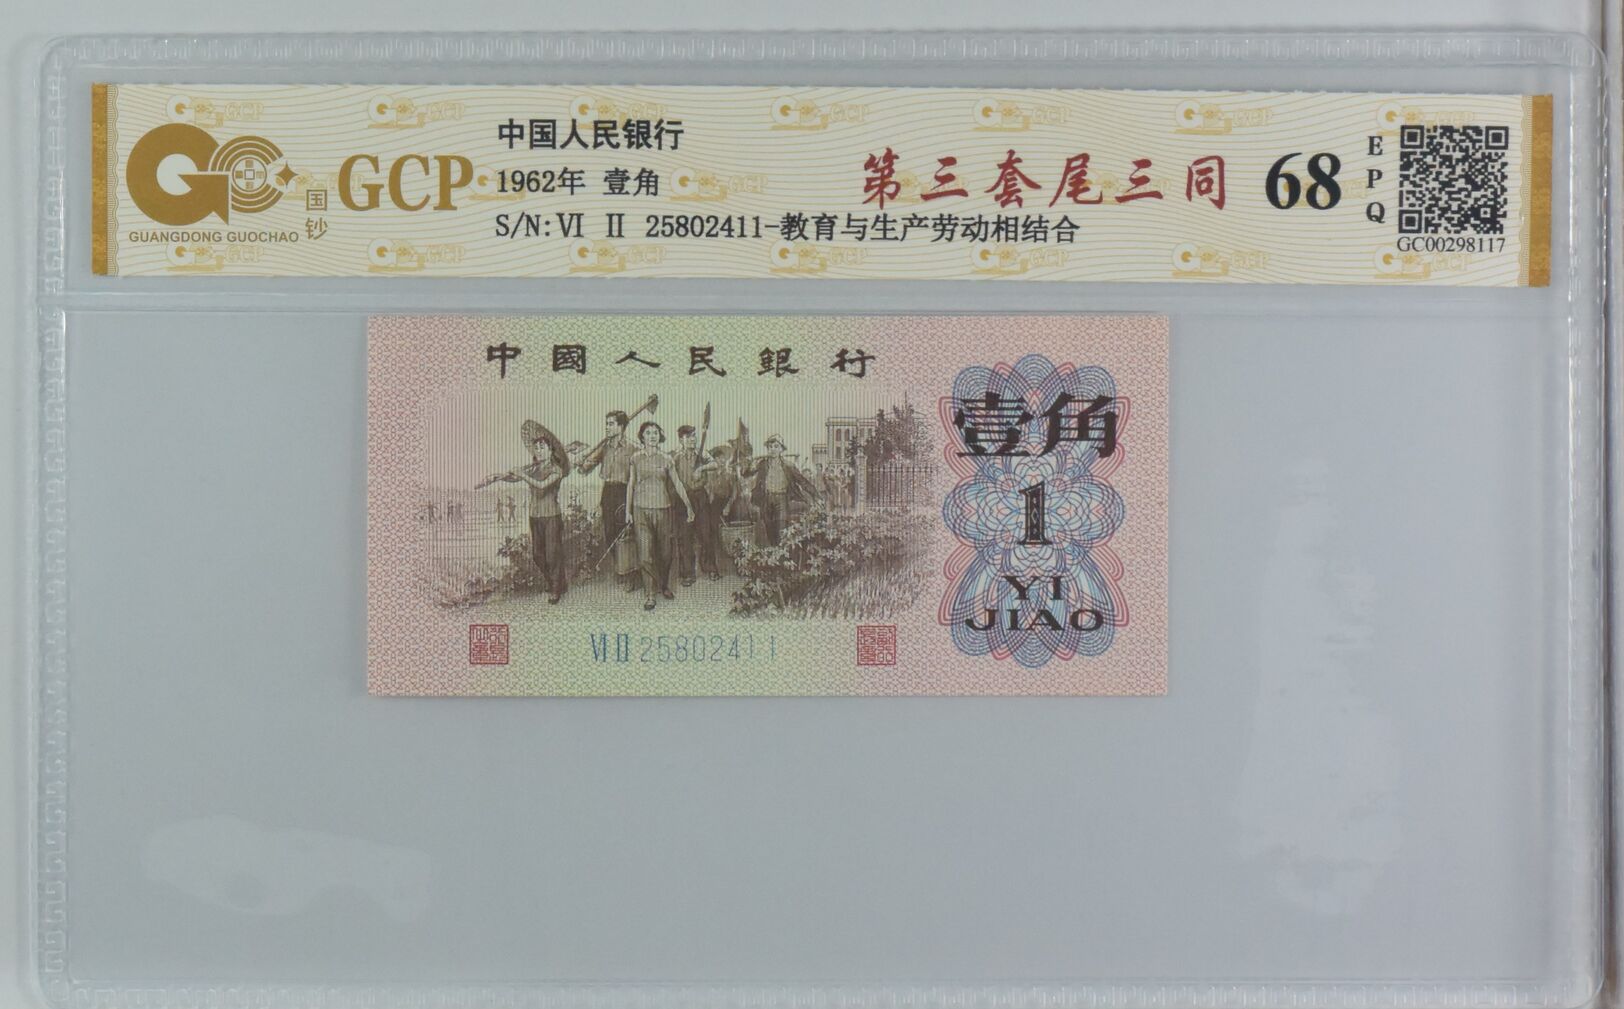 GCP
GUANGDONG GUOCHAO
国钞
中国人民银行
1962年 壹角
S/N: VI II 25802411-教育与生产劳动相结合
第三套尾三同
68
EPQ
GC00298117
中國人民銀行
壹角
1
YI
JIAO
VI II 25802411